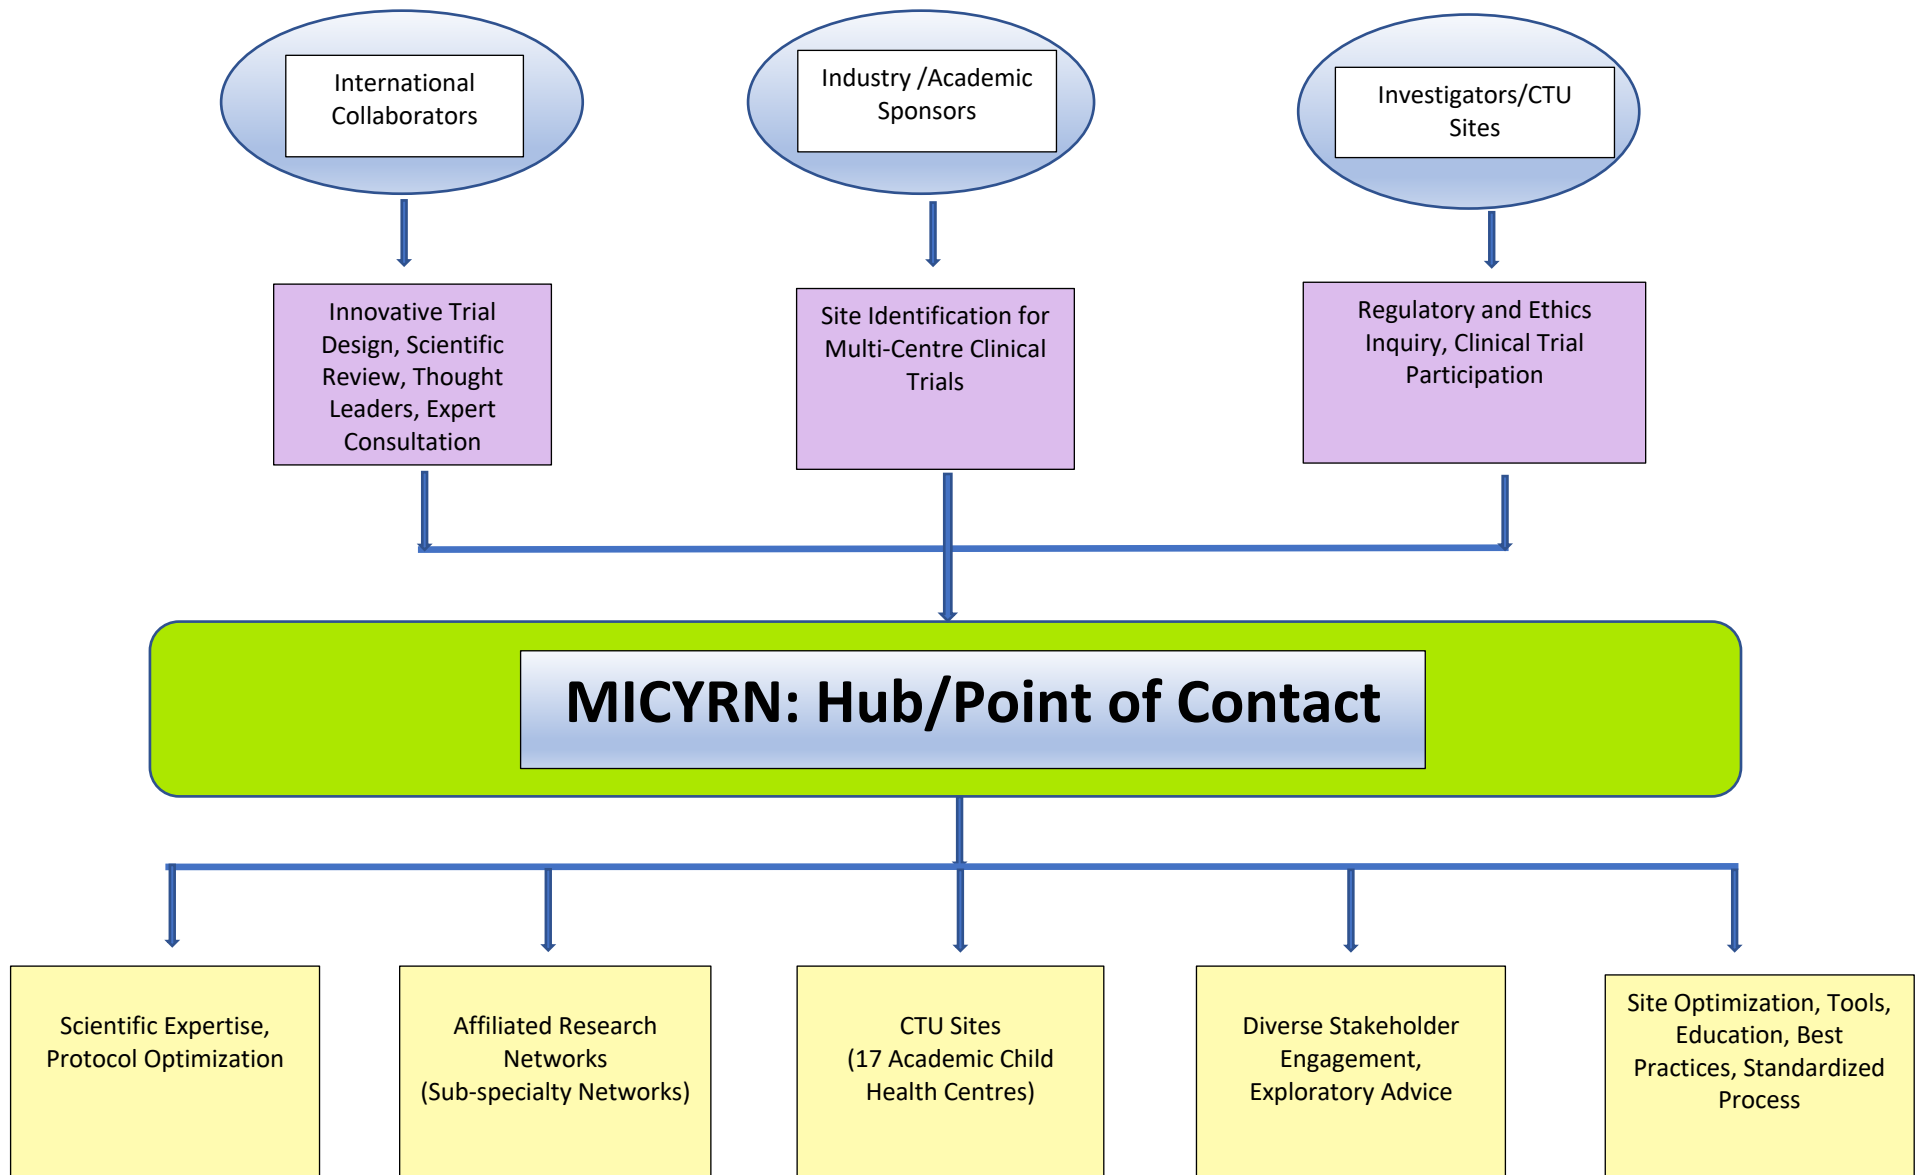 International
Collaborators
Industry /Academic
Sponsors
Investigators/CTU
Sites
Innovative Trial
Design, Scientific
Review, Thought
Leaders, Expert
Consultation
Site Identification for
Multi-Centre Clinical
Trials
Regulatory and Ethics
Inquiry, Clinical Trial
Participation
MICYRN: Hub/Point of Contact
Scientific Expertise,
Protocol Optimization
Affiliated Research
Networks
(Sub-specialty Networks)
CTU Sites
(17 Academic Child
Health Centres)
Diverse Stakeholder
Engagement,
Exploratory Advice
Site Optimization, Tools,
Education, Best
Practices, Standardized
Process